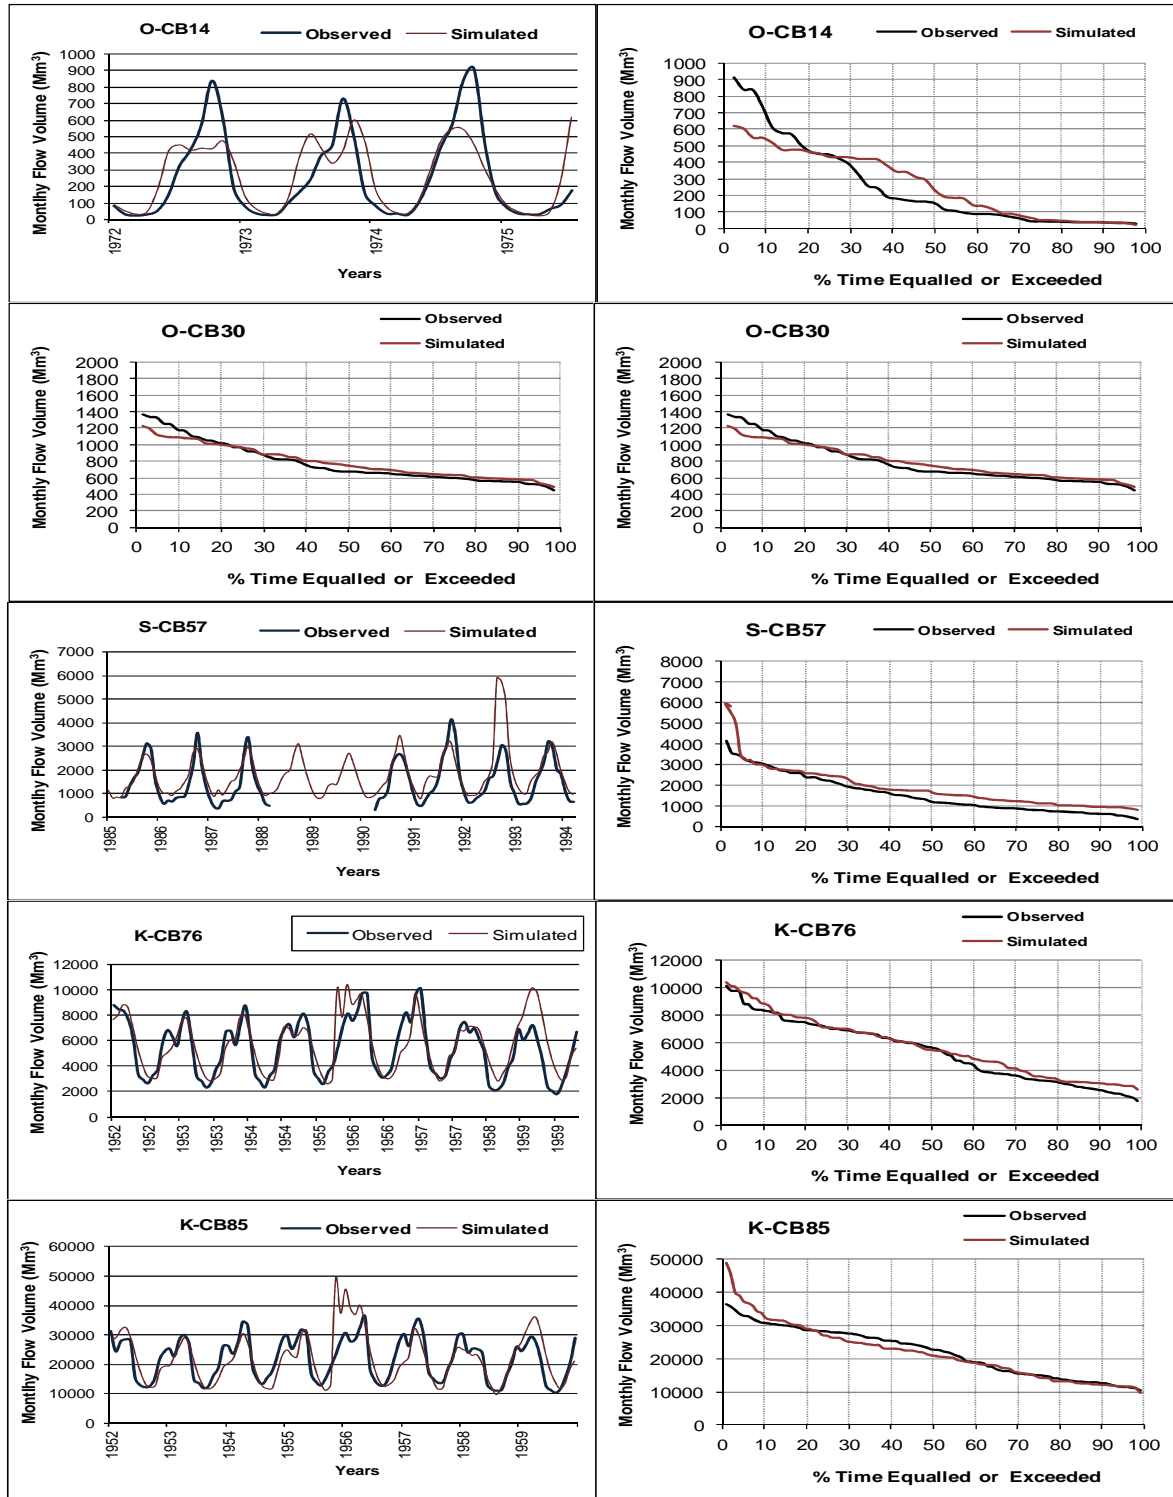 O-CB14 Observed Simulated
Montlhy Flow Volume (Mm³)
1000
900
800
700
600
500
400
300
200
100
0
1972 1973 1974 1975
Years
O-CB14 Observed Simulated
Monthly Flow Volume (Mm³)
1000
900
800
700
600
500
400
300
200
100
0
0 10 20 30 40 50 60 70 80 90 100
% Time Equalled or Exceeded
O-CB30 Observed
Simulated
Monthly Flow Volume (Mm³)
2000
1800
1600
1400
1200
1000
800
600
400
200
0
0 10 20 30 40 50 60 70 80 90 100
% Time Equalled or Exceeded
O-CB30 Observed
Simulated
Monthly Flow Volume (Mm³)
2000
1800
1600
1400
1200
1000
800
600
400
200
0
0 10 20 30 40 50 60 70 80 90 100
% Time Equalled or Exceeded
S-CB57 Observed Simulated
Montlhy Flow Volume (Mm³)
7000
6000
5000
4000
3000
2000
1000
0
1985 1986 1987 1988 1989 1990 1991 1992 1993 1994
Years
S-CB57 Observed Simulated
Monthly Flow Volume (Mm³)
8000
7000
6000
5000
4000
3000
2000
1000
0
0 10 20 30 40 50 60 70 80 90 100
% Time Equalled or Exceeded
K-CB76 Observed Simulated
Montlhy Flow Volume (Mm³)
12000
10000
8000
6000
4000
2000
0
1952 1952 1953 1953 1954 1954 1955 1956 1956 1957 1957 1958 1959 1959
Years
K-CB76 Observed
Simulated
Monthly Flow Volume (Mm³)
12000
10000
8000
6000
4000
2000
0
0 10 20 30 40 50 60 70 80 90 100
% Time Equalled or Exceeded
K-CB85 Observed Simulated
Montlhy Flow Volume (Mm³)
60000
50000
40000
30000
20000
10000
0
1952 1953 1954 1955 1956 1957 1958 1959
Years
K-CB85 Observed
Simulated
Monthly Flow Volume (Mm³)
50000
40000
30000
20000
10000
0
0 10 20 30 40 50 60 70 80 90 100
% Time Equalled or Exceeded